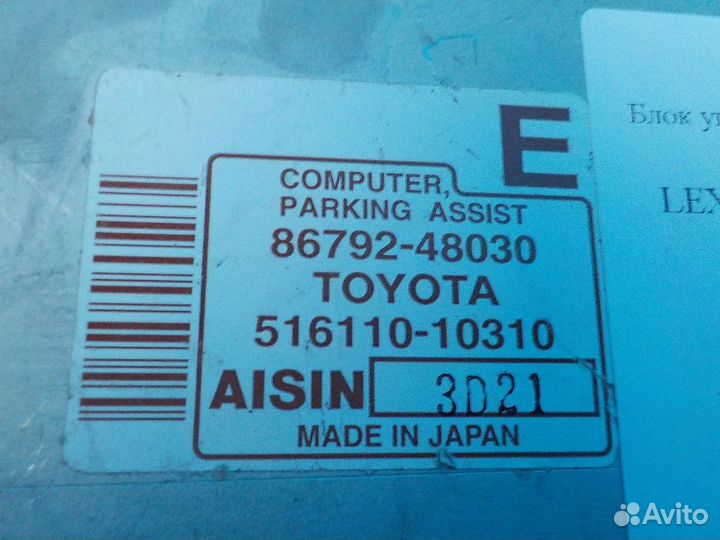 E
COMPUTER,
PARKING ASSIST
86792-48030
TOYOTA
516110-10310
AISIN 3D21
MADE IN JAPAN
Блок
LEX
Avito